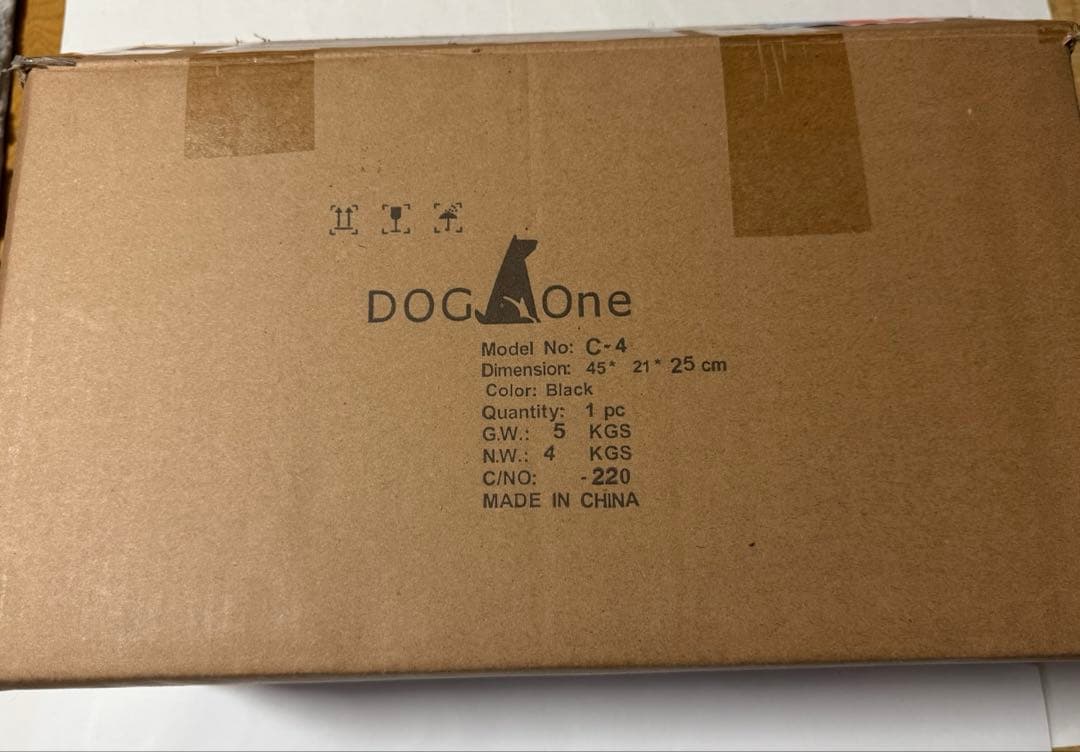 DOG One
Model No: C-4
Dimension: 45* 21* 25 cm
Color: Black
Quantity: 1 pc
G.W.: 5 KGS
N.W.: 4 KGS
C/NO: -220
MADE IN CHINA